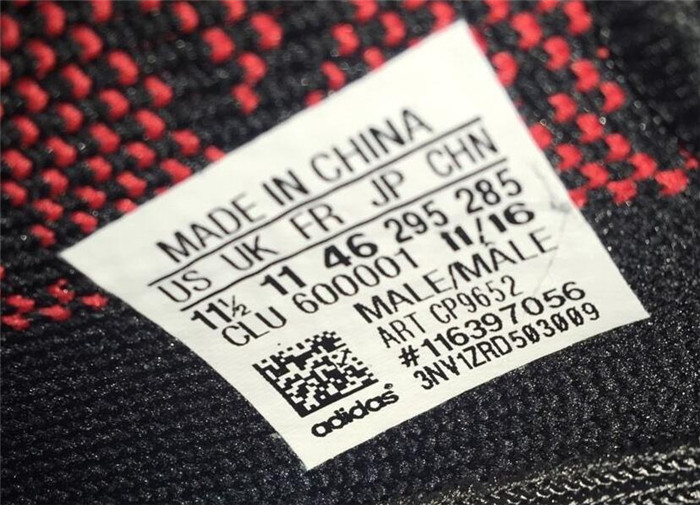 MADE IN CHINA
US UK FR JP CHN
11½ 11 46 295 285
CLU 600001 11/16
MALE/MÂLE
ART CP9652
#116397056
3NV1ZRD503009
adidas®